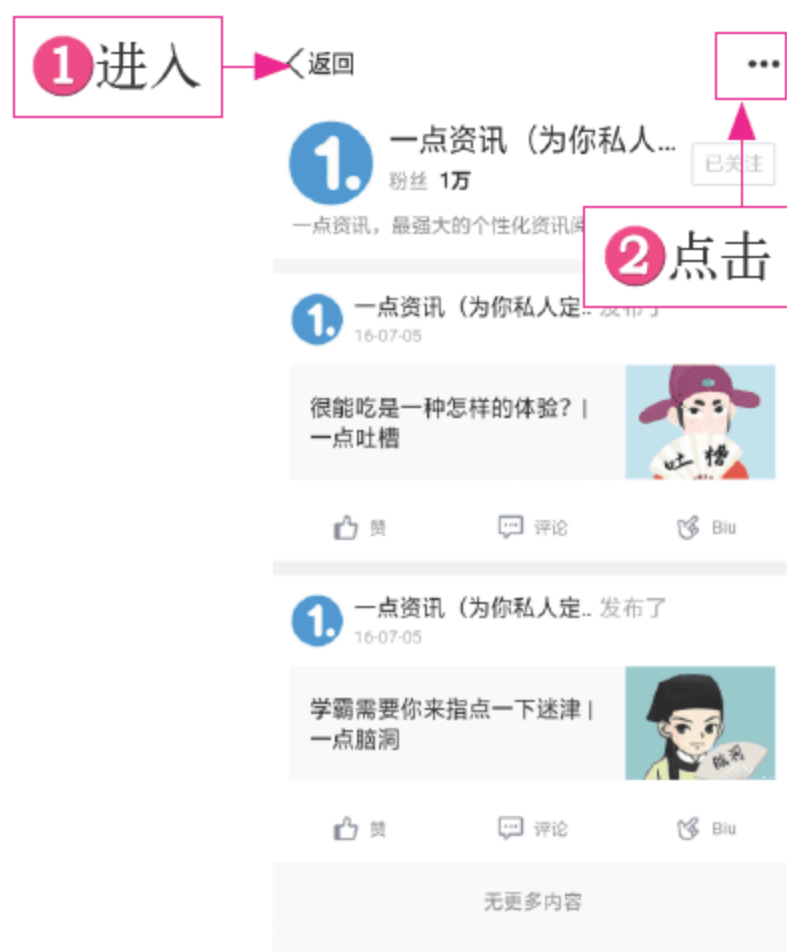 1进入
返回
•••
一点资讯（为你私人...
已关注
粉丝 1万
一点资讯，最强大的个性化资讯阅
2点击
1.
一点资讯（为你私人定.. 发布了
16-07-05
很能吃是一种怎样的体验？|
一点吐槽
吐槽
赞 评论 Biu
1.
一点资讯（为你私人定.. 发布了
16-07-05
学霸需要你来指点一下迷津 |
一点脑洞
脑洞
赞 评论 Biu
无更多内容